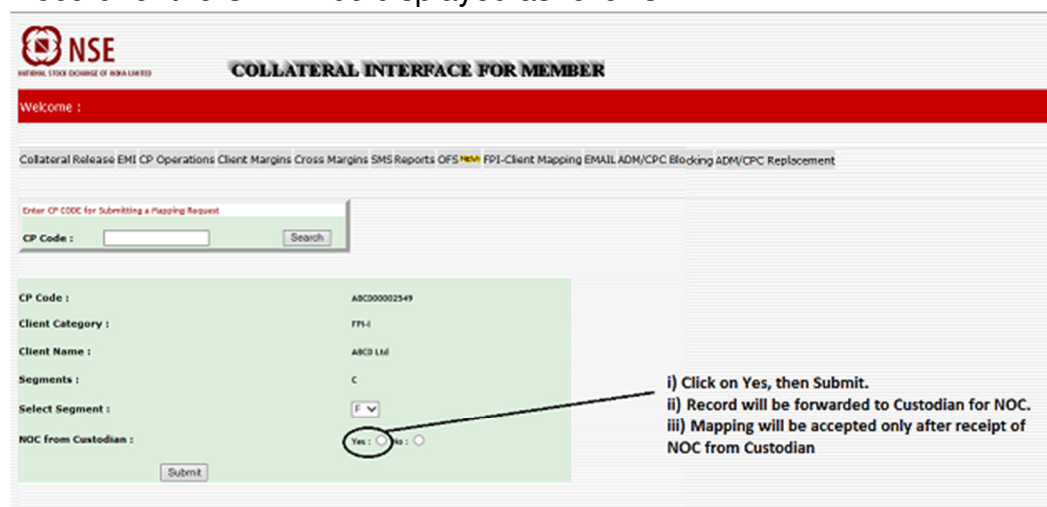 NSE
NATIONAL STOCK EXCHANGE OF INDIA LIMITED
COLLATERAL INTERFACE FOR MEMBER
Welcome :
Collateral Release EMI CP Operations Client Margins Cross Margins SMS Reports OFS NEW FPI-Client Mapping EMAIL ADM/CPC Blocking ADM/CPC Replacement
Enter CP CODE for Submitting a Mapping Request
CP Code : Search
CP Code : ABCD00002549
Client Category : FPI-I
Client Name : ABCD Ltd
Segments : C
Select Segment : F
NOC from Custodian : Yes : No :
Submit
i) Click on Yes, then Submit.
ii) Record will be forwarded to Custodian for NOC.
iii) Mapping will be accepted only after receipt of
NOC from Custodian